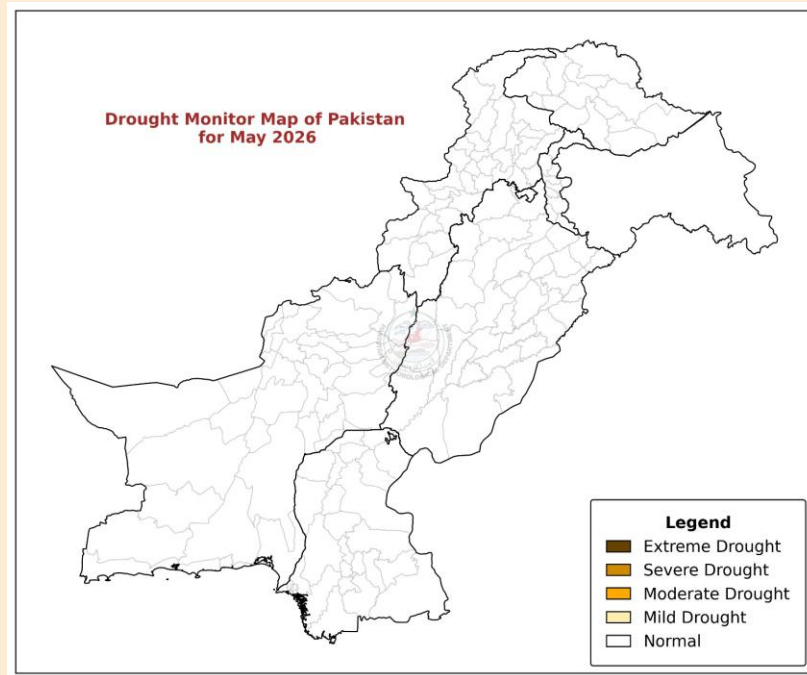 Drought Monitor Map of Pakistan
for May 2026
Legend
Extreme Drought
Severe Drought
Moderate Drought
Mild Drought
Normal